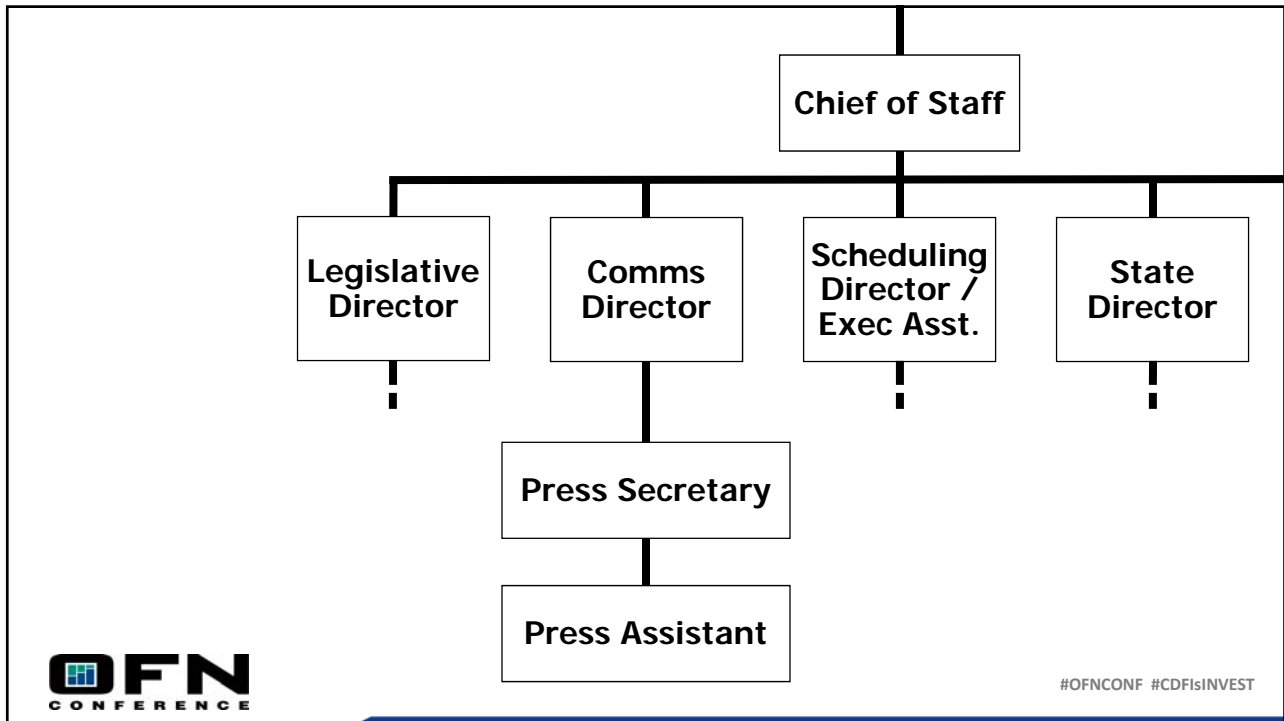 Chief of Staff
Legislative
Director
Comms
Director
Scheduling
Director /
Exec Asst.
State
Director
Press Secretary
Press Assistant
OFN
CONFERENCE
#OFNCONF #CDFIsINVEST